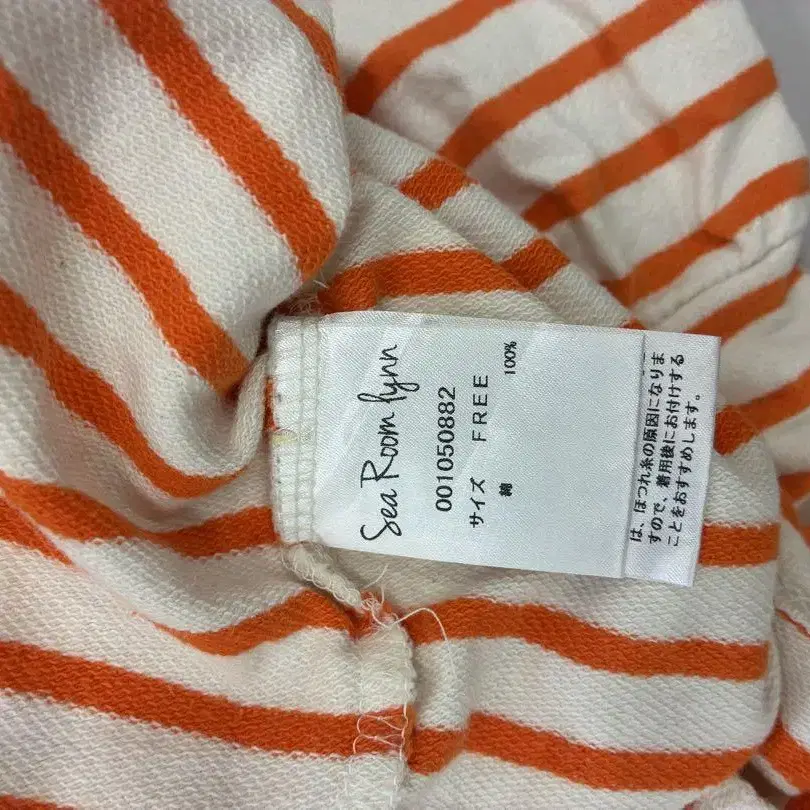 Sea Room lynn
001050882
サイズ FREE
綿 100%
は、ほつれ糸の原因になりま
すので、着用後にお付けする
ことをおすすめします。